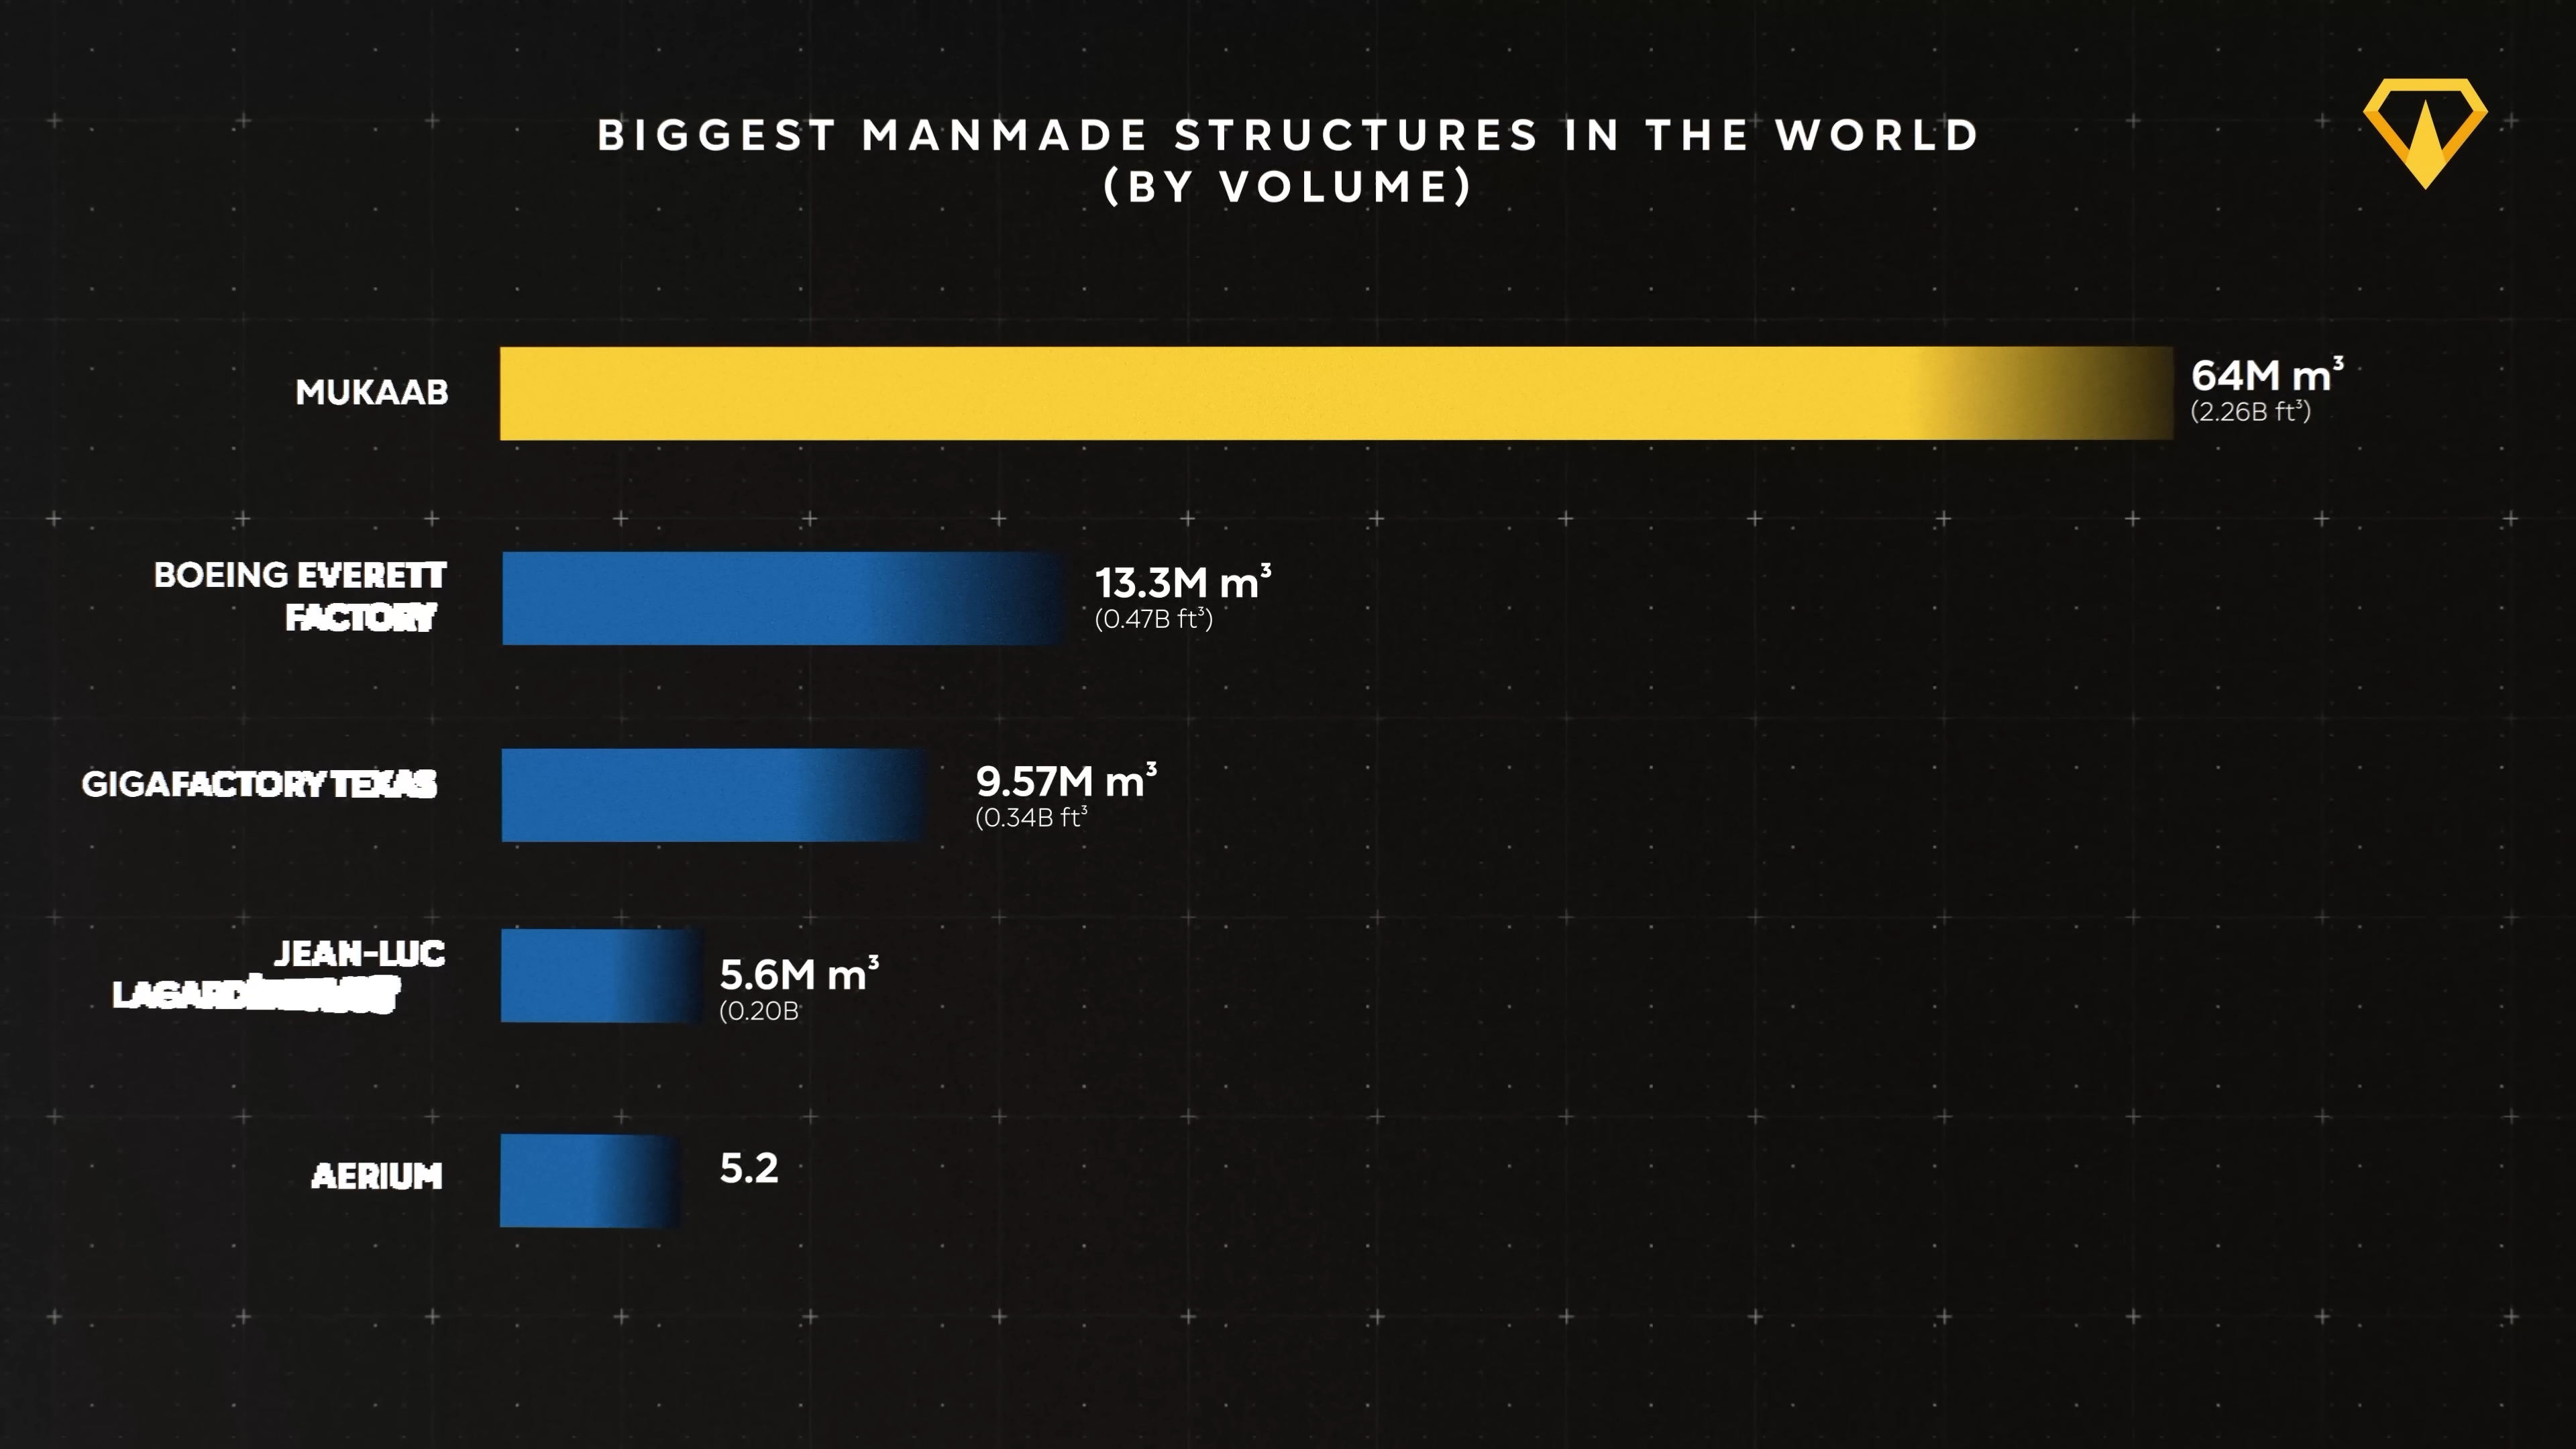 BIGGEST MANMADE STRUCTURES IN THE WORLD
(BY VOLUME)
MUKAAB
64M m³
(2.26B ft³)
BOEING EVERETT
FACTORY
13.3M m³
(0.47B ft³)
GIGAFACTORY TEXAS
9.57M m³
(0.34B ft³
JEAN-LUC
5.6M m³
(0.20B
AERIUM
5.2